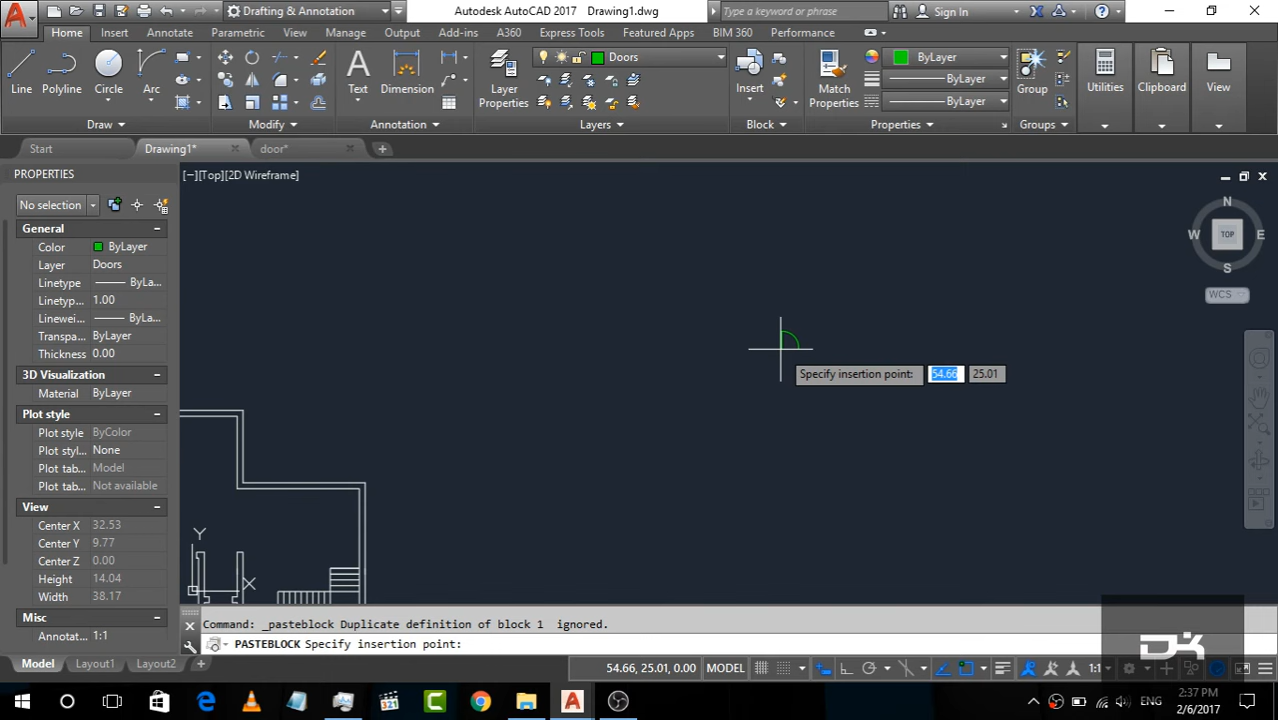 Drafting & Annotation
Autodesk AutoCAD 2017 Drawing1.dwg
Type a keyword or phrase
Sign In
Home Insert Annotate Parametric View Manage Output Add-ins A360 Express Tools Featured Apps BIM 360 Performance
Doors
ByLayer
ByLayer
ByLayer
Line Polyline Circle Arc Text Dimension Layer Properties Insert Match Properties Group Utilities Clipboard View
Draw Modify Annotation Layers Block Properties Groups
Start Drawing1* door*
PROPERTIES
[−][Top][2D Wireframe]
No selection
General
Color ByLayer
Layer Doors
Linetype ByLa...
Linetyp... 1.00
Linewei... ByLa...
Transpa... ByLayer
Thickness 0.00
3D Visualization
Material ByLayer
Plot style
Plot style ByColor
Plot styl... None
Plot tab... Model
Plot tab... Not available
View
Center X 32.53
Center Y 9.77
Center Z 0.00
Height 14.04
Width 38.17
Misc
Annotat... 1:1
N
W TOP E
S
WCS
Specify insertion point: 54.66 25.01
Y
X
Command: _pasteblock Duplicate definition of block 1 ignored.
PASTEBLOCK Specify insertion point:
DK
Model Layout1 Layout2
54.66, 25.01, 0.00 MODEL 1:1
321
ENG
2:37 PM
2/6/2017